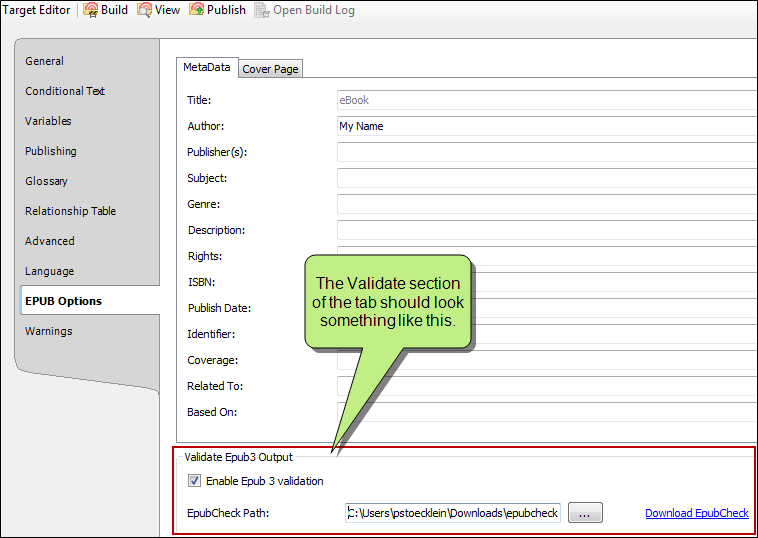 Target Editor Build View Publish Open Build Log
General
Conditional Text
Variables
Publishing
Glossary
Relationship Table
Advanced
Language
EPUB Options
Warnings
MetaData Cover Page
Title: eBook
Author: My Name
Publisher(s):
Subject:
Genre:
Description:
Rights:
ISBN:
Publish Date:
Identifier:
Coverage:
Related To:
Based On:
The Validate section
of the tab should look
something like this.
Validate Epub3 Output
Enable Epub 3 validation
EpubCheck Path: C:\Users\pstoecklein\Downloads\epubcheck ... Download EpubCheck